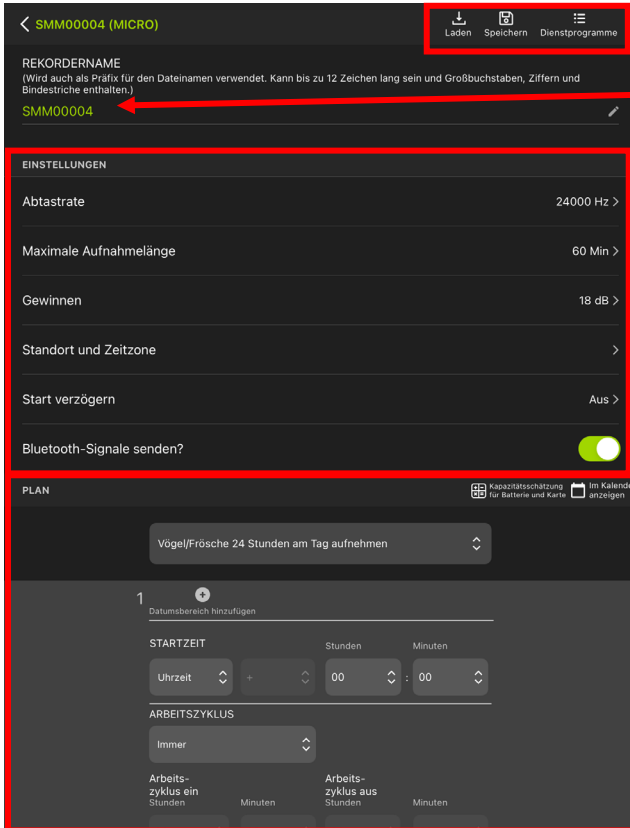 SMM00004 (MICRO)
Laden Speichern Dienstprogramme
REKORDERNAME
(Wird auch als Präfix für den Dateinamen verwendet. Kann bis zu 12 Zeichen lang sein und Großbuchstaben, Ziffern und
Bindestriche enthalten.)
SMM00004
EINSTELLUNGEN
Abtastrate 24000 Hz
Maximale Aufnahmelänge 60 Min
Gewinnen 18 dB
Standort und Zeitzone
Start verzögern Aus
Bluetooth-Signale senden?
PLAN
Kapazitätsschätzung
für Batterie und Karte
Im Kalende
anzeigen
Vögel/Frösche 24 Stunden am Tag aufnehmen
1
Datumsbereich hinzufügen
STARTZEIT Stunden Minuten
Uhrzeit + 00 : 00
ARBEITSZYKLUS
Immer
Arbeits-
zyklus ein
Stunden Minuten
Arbeits-
zyklus aus
Stunden Minuten